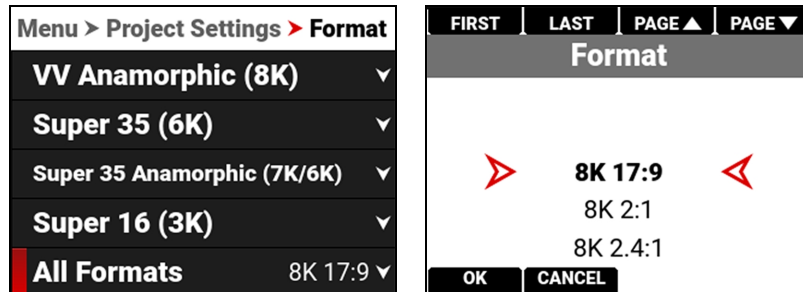 Menu > Project Settings > Format
VV Anamorphic (8K)
Super 35 (6K)
Super 35 Anamorphic (7K/6K)
Super 16 (3K)
All Formats 8K 17:9
FIRST LAST PAGE▲ PAGE▼
Format
8K 17:9
8K 2:1
8K 2.4:1
OK CANCEL